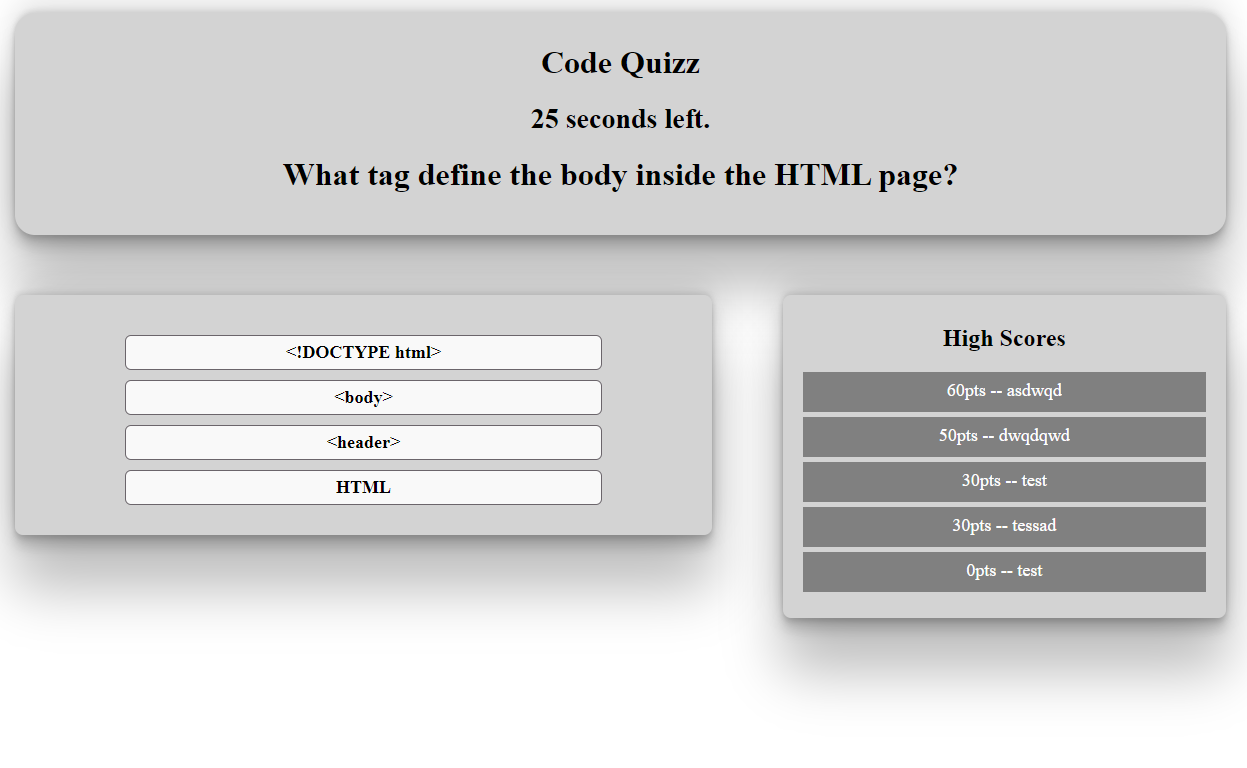 Code Quizz
25 seconds left.
What tag define the body inside the HTML page?
<!DOCTYPE html>
<body>
<header>
HTML
High Scores
60pts -- asdwqd
50pts -- dwqdqwd
30pts -- test
30pts -- tessad
0pts -- test